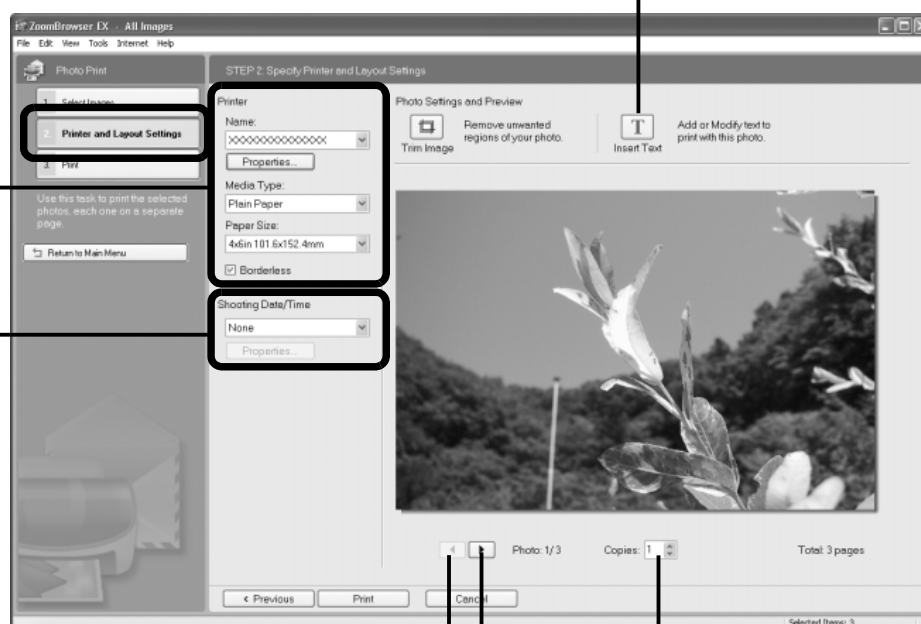 ZoomBrowser EX - All Images
File Edit View Tools Internet Help
Photo Print
STEP 2: Specify Printer and Layout Settings
1. Select Images
2. Printer and Layout Settings
3. Print
Use this task to print the selected
photos, each one on a separate
page.
Return to Main Menu
Printer
Name:
XXXXXXXXXXXXXXX
Properties...
Media Type:
Plain Paper
Paper Size:
4x6in 101.6x152.4mm
Borderless
Shooting Date/Time
None
Properties...
Photo Settings and Preview
Trim Image
Remove unwanted
regions of your photo.
T
Insert Text
Add or Modify text to
print with this photo.
Photo: 1/3
Copies: 1
Total: 3 pages
< Previous
Print
Cancel
Selected Items: 3